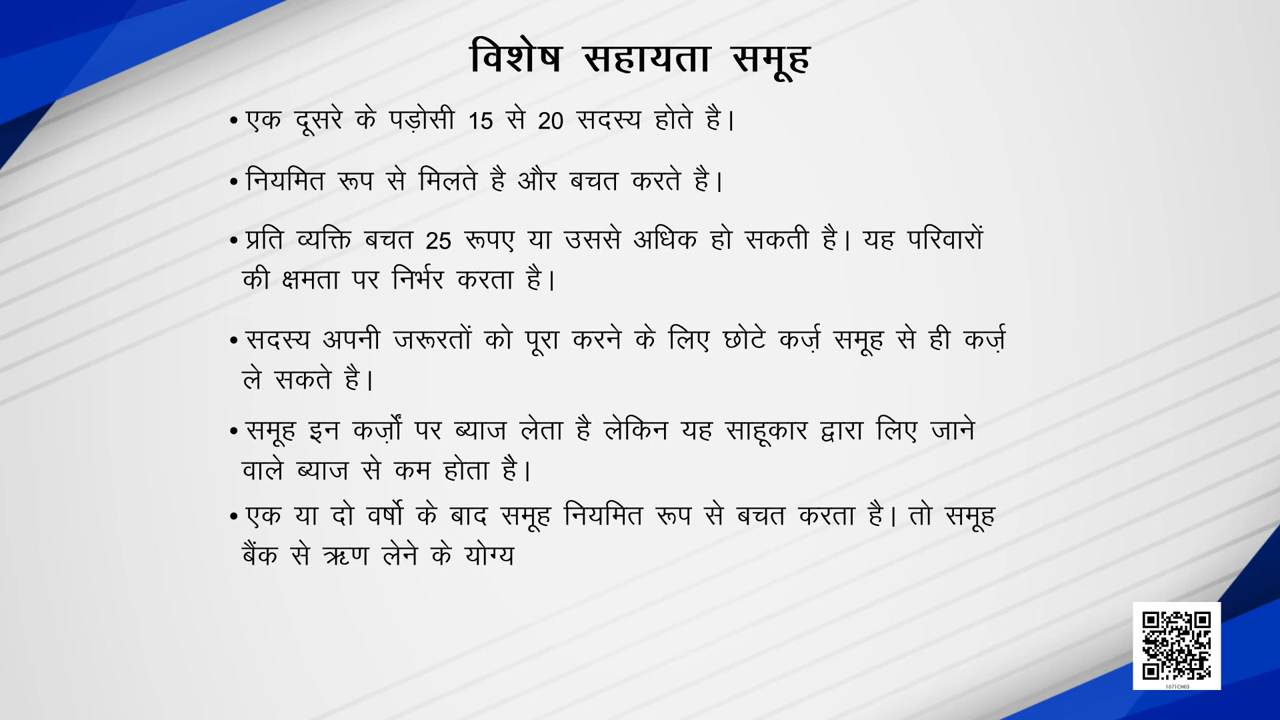 विशेष सहायता समूह
• एक दूसरे के पड़ोसी 15 से 20 सदस्य होते है।
• नियमित रूप से मिलते है और बचत करते है।
• प्रति व्यक्ति बचत 25 रूपए या उससे अधिक हो सकती है। यह परिवारों
की क्षमता पर निर्भर करता है।
• सदस्य अपनी जरूरतों को पूरा करने के लिए छोटे कर्ज़ समूह से ही कर्ज़
ले सकते है।
• समूह इन कर्ज़ों पर ब्याज लेता है लेकिन यह साहूकार द्वारा लिए जाने
वाले ब्याज से कम होता है।
• एक या दो वर्षो के बाद समूह नियमित रूप से बचत करता है। तो समूह
बैंक से ऋण लेने के योग्य
1071CH03